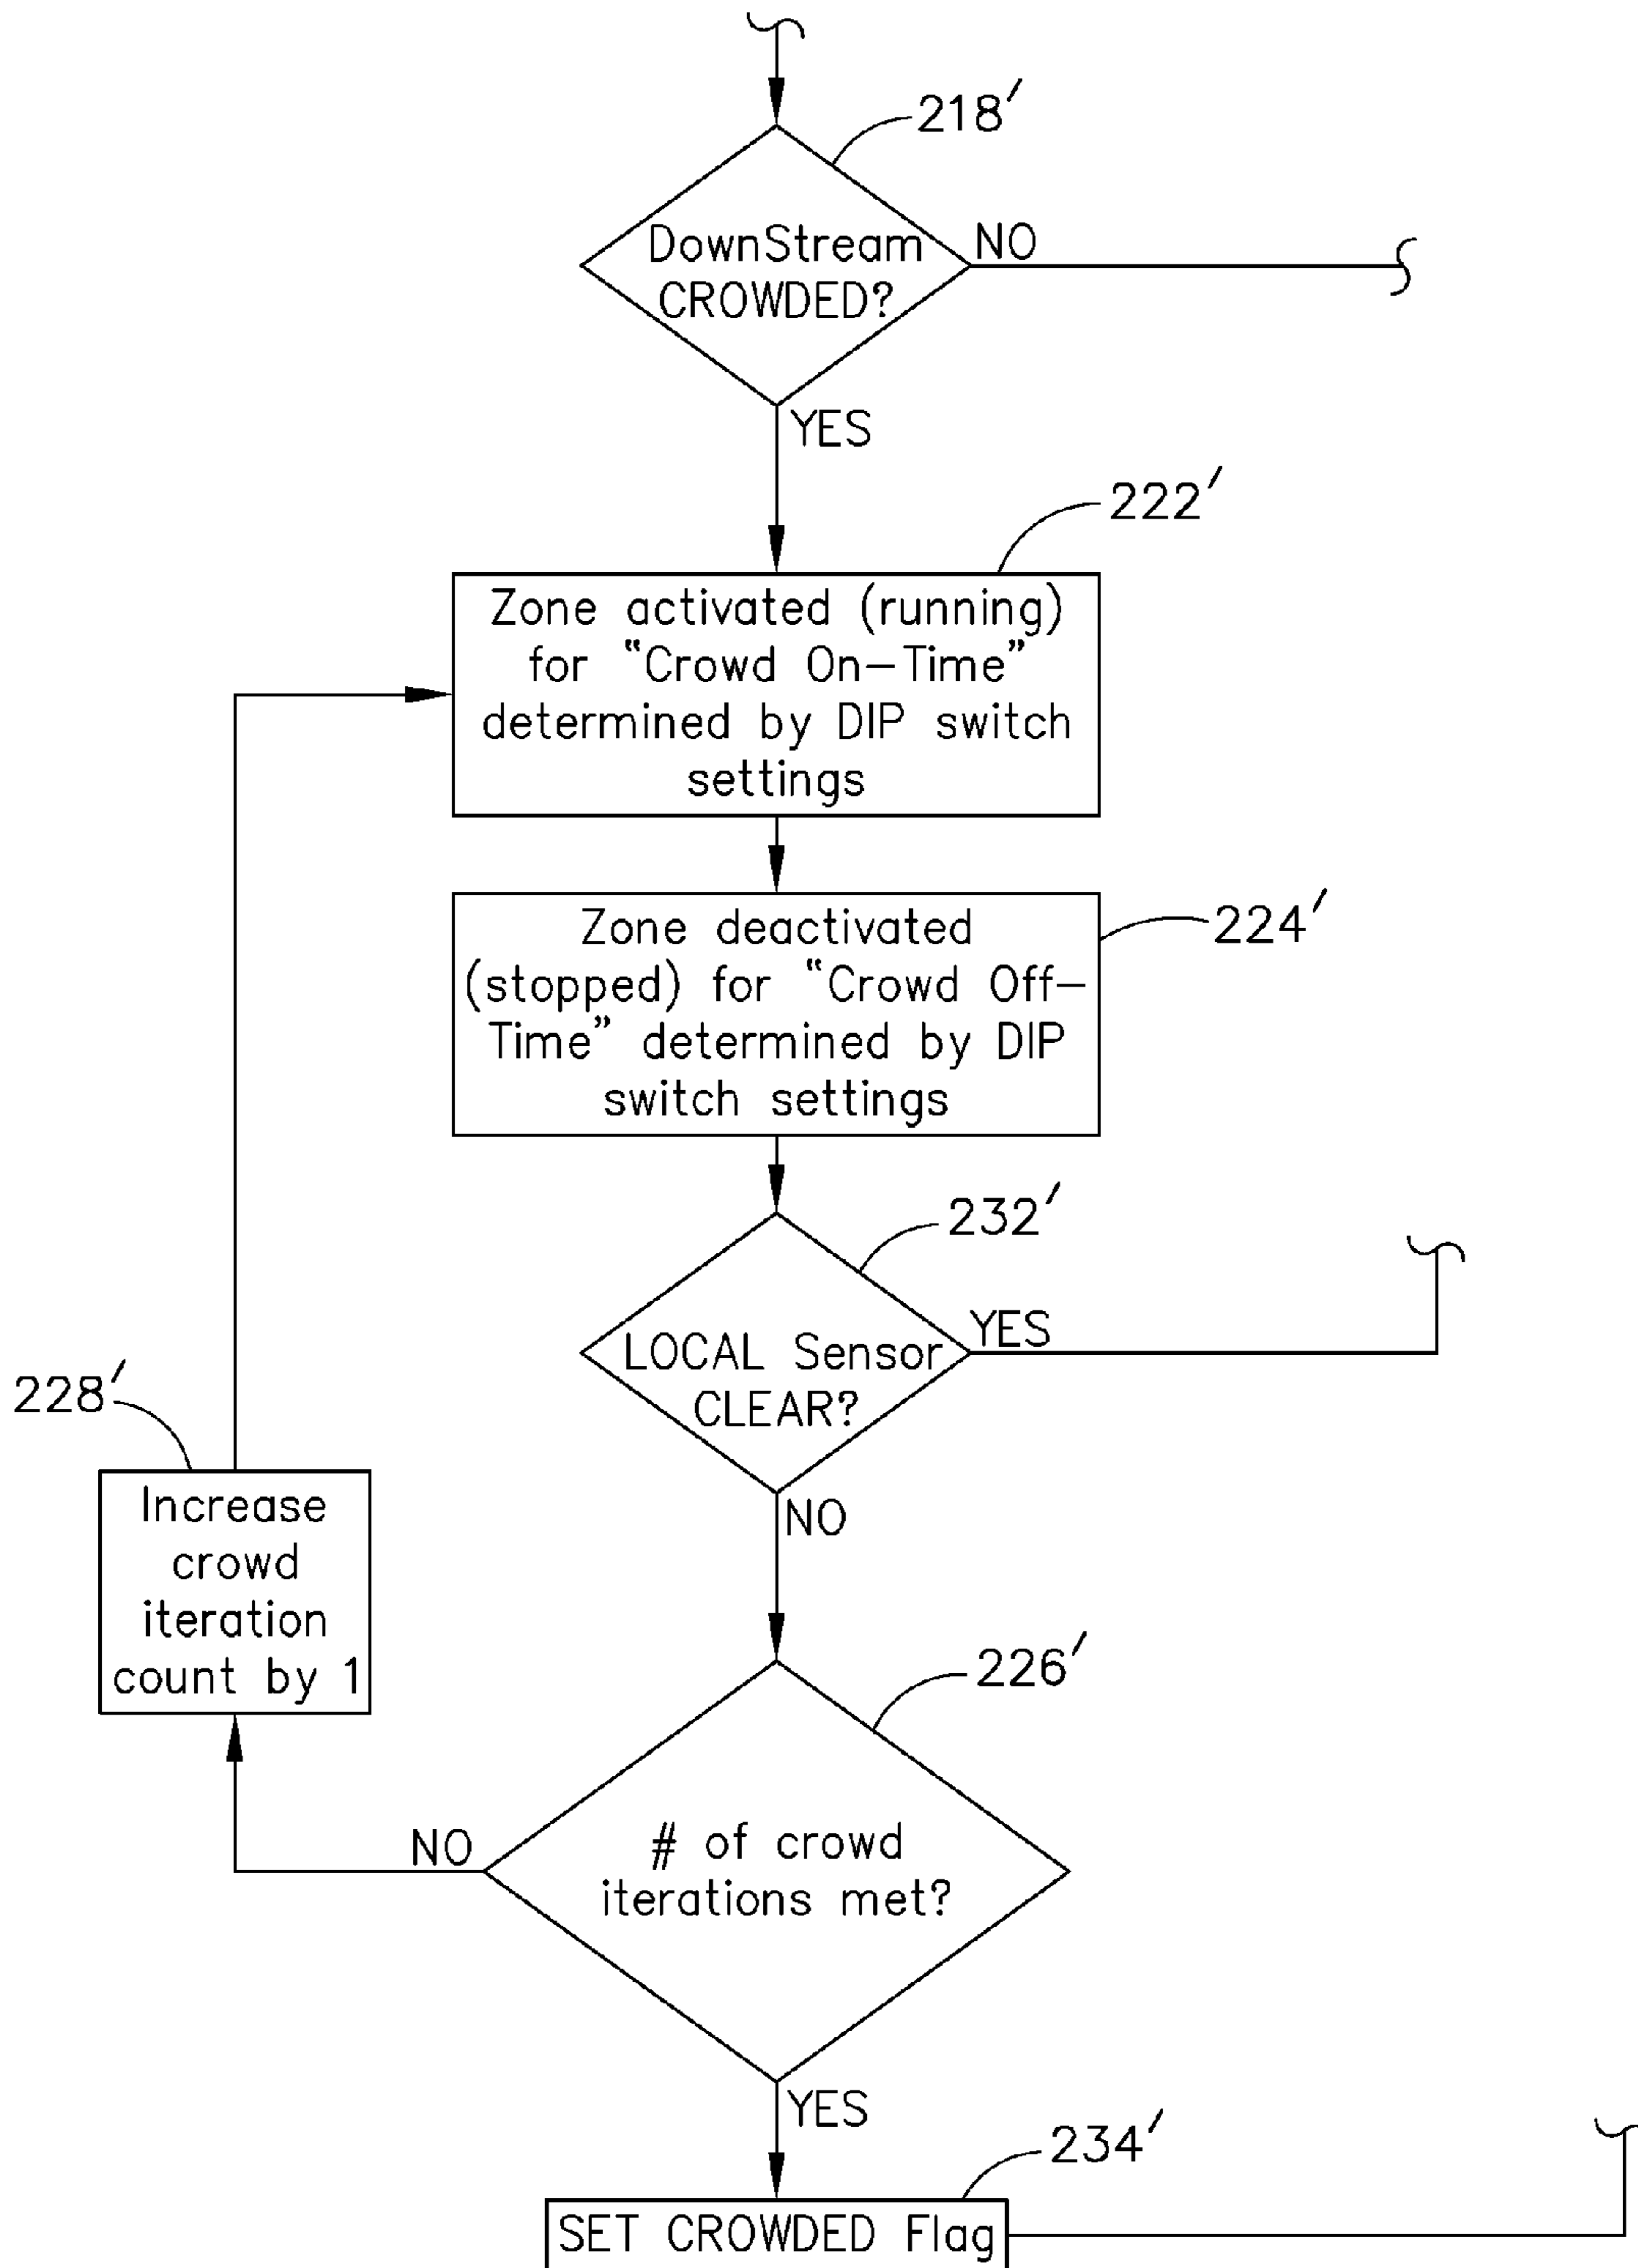 218′
DownStream
CROWDED?
NO
YES
222′
Zone activated (running)
for “Crowd On–Time”
determined by DIP switch
settings
224′
Zone deactivated
(stopped) for “Crowd Off–
Time” determined by DIP
switch settings
232′
LOCAL Sensor
CLEAR?
YES
NO
228′
Increase
crowd
iteration
count by 1
226′
# of crowd
iterations met?
NO
YES
234′
SET CROWDED Flag